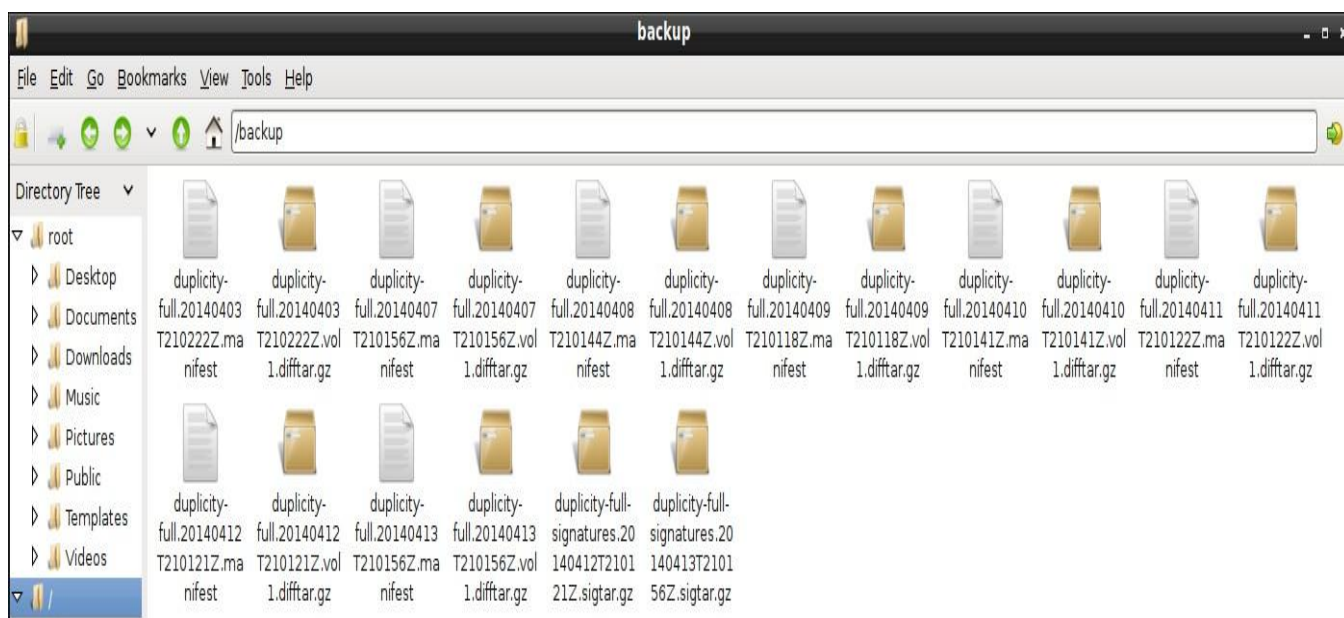 backup
File Edit Go Bookmarks View Tools Help
/backup
Directory Tree
root
Desktop
Documents
Downloads
Music
Pictures
Public
Templates
Videos
/
duplicity- duplicity- duplicity- duplicity- duplicity- duplicity- duplicity- duplicity- duplicity- duplicity- duplicity- duplicity-
full.20140403 full.20140403 full.20140407 full.20140407 full.20140408 full.20140408 full.20140409 full.20140409 full.20140410 full.20140410 full.20140411 full.20140411
T210222Z.ma T210222Z.vol T210156Z.ma T210156Z.vol T210144Z.ma T210144Z.vol T210118Z.ma T210118Z.vol T210141Z.ma T210141Z.vol T210122Z.ma T210122Z.vol
nifest 1.difftar.gz nifest 1.difftar.gz nifest 1.difftar.gz nifest 1.difftar.gz nifest 1.difftar.gz nifest 1.difftar.gz
duplicity- duplicity- duplicity- duplicity- duplicity-full- duplicity-full-
full.20140412 full.20140412 full.20140413 full.20140413 signatures.20 signatures.20
T210121Z.ma T210121Z.vol T210156Z.ma T210156Z.vol 140412T2101 140413T2101
nifest 1.difftar.gz nifest 1.difftar.gz 21Z.sigtar.gz 56Z.sigtar.gz